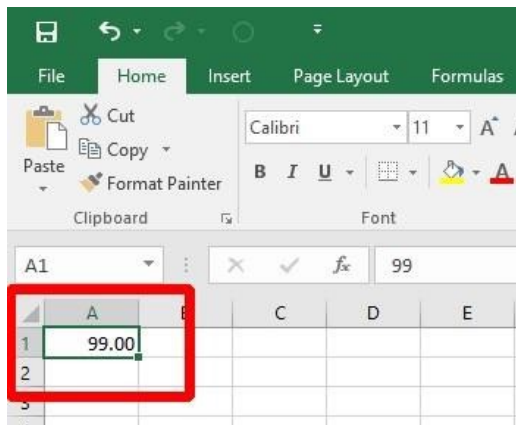 File Home Insert Page Layout Formulas
Cut
Calibri 11 A
Copy
Paste
Format Painter
B I U A
Clipboard Font
A1 fx 99
A C D E
1 99.00
2